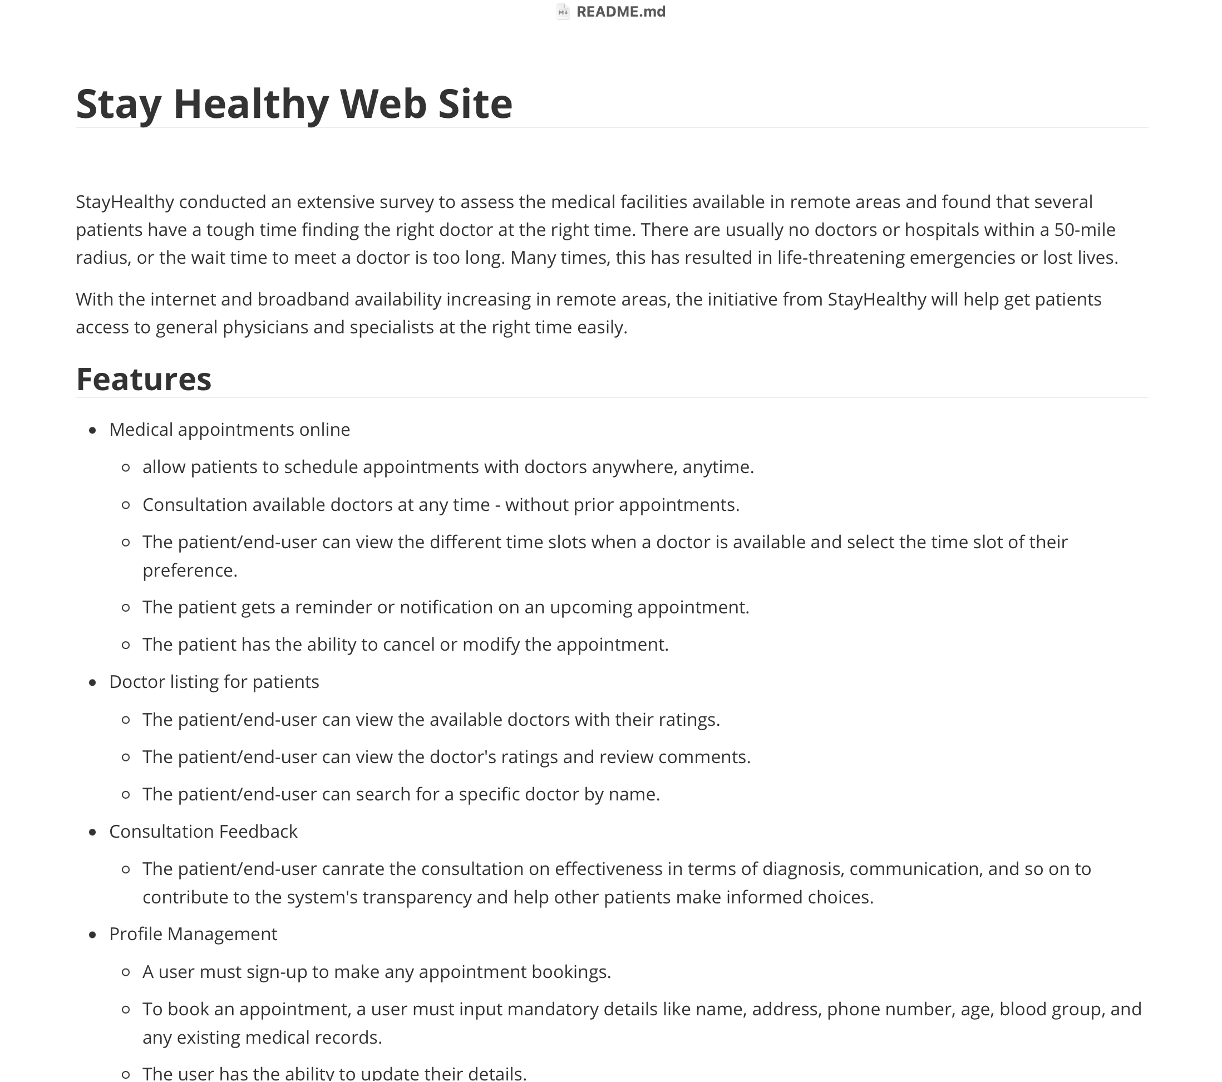 README.md
Stay Healthy Web Site
StayHealthy conducted an extensive survey to assess the medical facilities available in remote areas and found that several
patients have a tough time finding the right doctor at the right time. There are usually no doctors or hospitals within a 50-mile
radius, or the wait time to meet a doctor is too long. Many times, this has resulted in life-threatening emergencies or lost lives.
With the internet and broadband availability increasing in remote areas, the initiative from StayHealthy will help get patients
access to general physicians and specialists at the right time easily.
Features
Medical appointments online
allow patients to schedule appointments with doctors anywhere, anytime.
Consultation available doctors at any time - without prior appointments.
The patient/end-user can view the different time slots when a doctor is available and select the time slot of their
preference.
The patient gets a reminder or notification on an upcoming appointment.
The patient has the ability to cancel or modify the appointment.
Doctor listing for patients
The patient/end-user can view the available doctors with their ratings.
The patient/end-user can view the doctor's ratings and review comments.
The patient/end-user can search for a specific doctor by name.
Consultation Feedback
The patient/end-user canrate the consultation on effectiveness in terms of diagnosis, communication, and so on to
contribute to the system's transparency and help other patients make informed choices.
Profile Management
A user must sign-up to make any appointment bookings.
To book an appointment, a user must input mandatory details like name, address, phone number, age, blood group, and
any existing medical records.
The user has the ability to update their details.